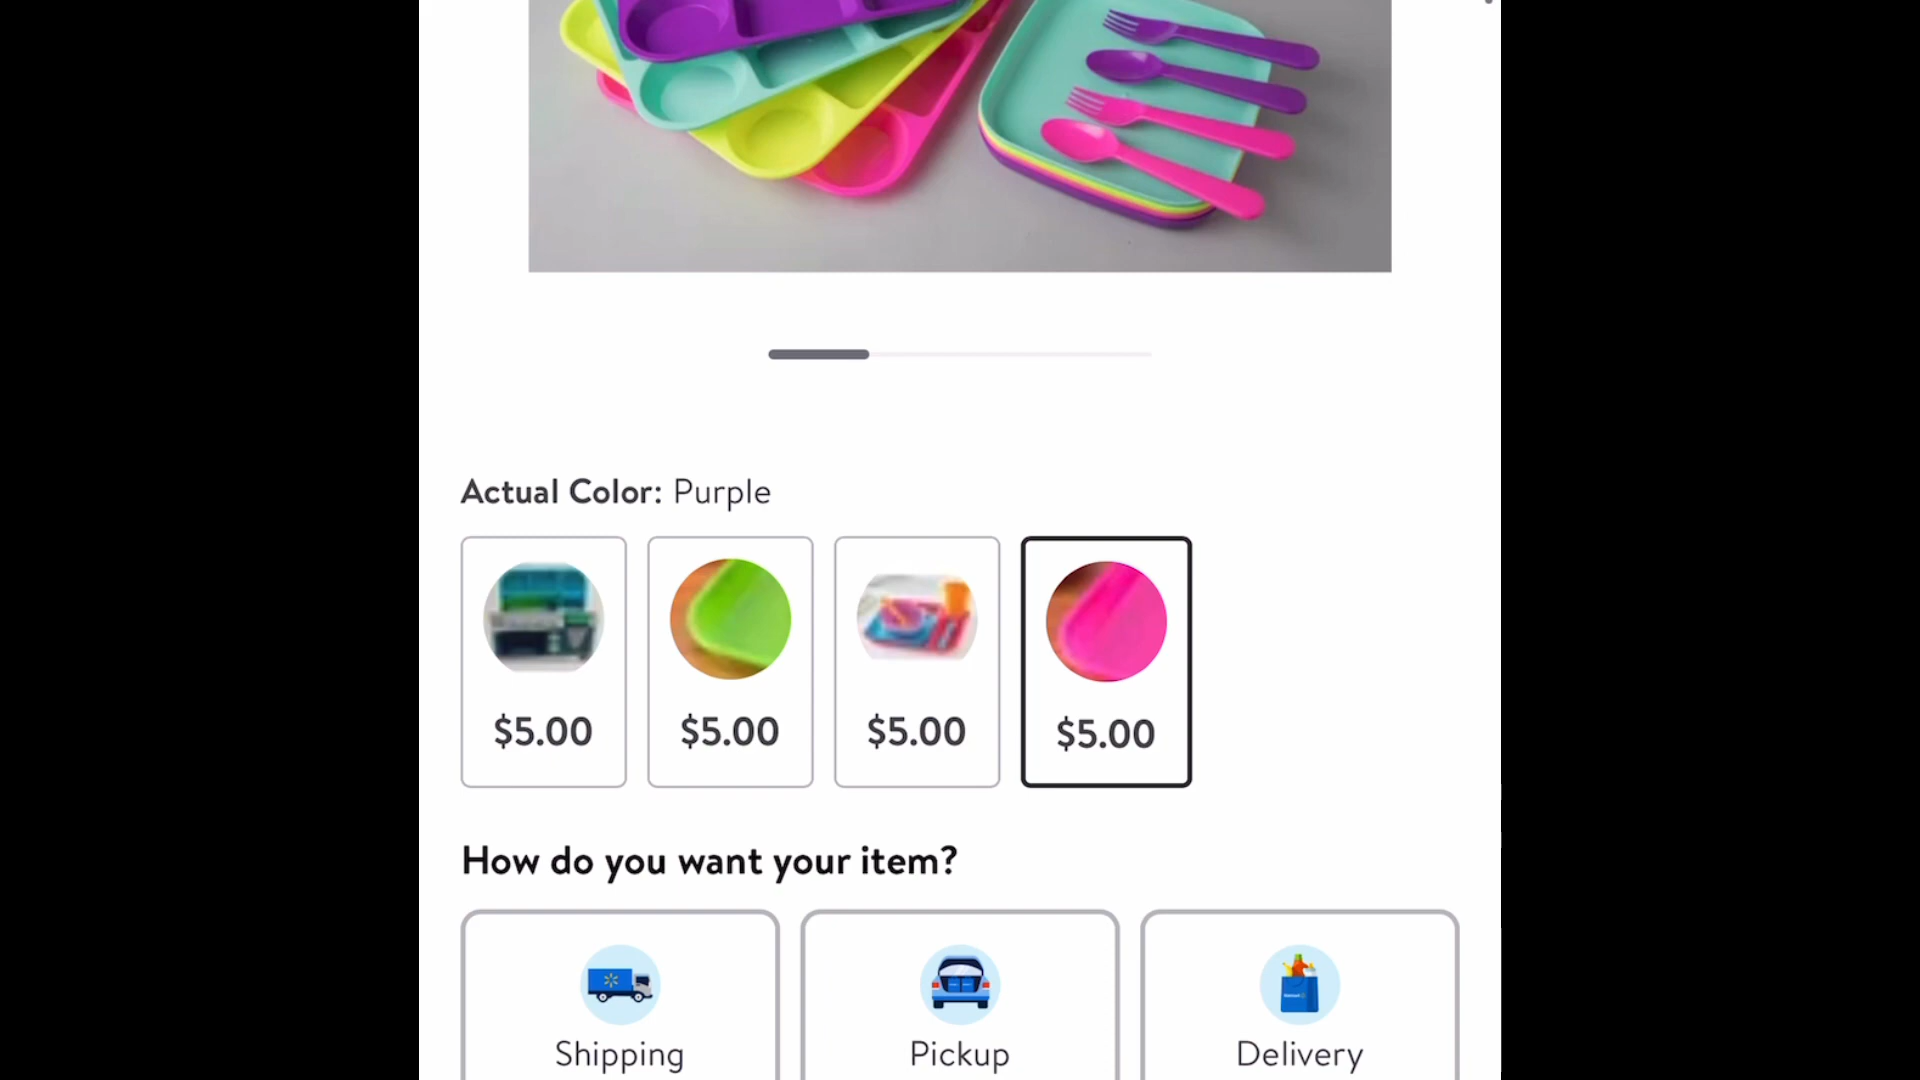 Actual Color: Purple
$5.00 $5.00 $5.00 $5.00
How do you want your item?
Shipping Pickup Delivery